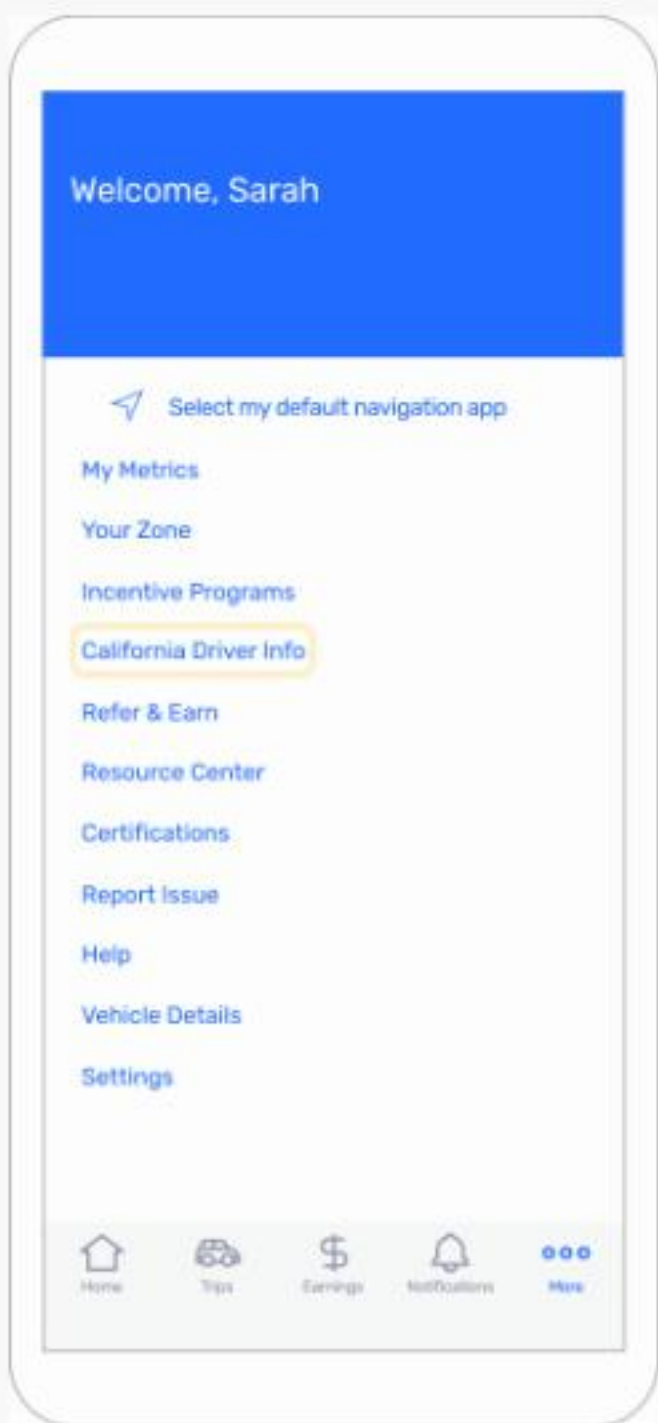 Welcome, Sarah
Select my default navigation app
My Metrics
Your Zone
Incentive Programs
California Driver Info
Refer & Earn
Resource Center
Certifications
Report Issue
Help
Vehicle Details
Settings
Home Trips Earnings Notifications More